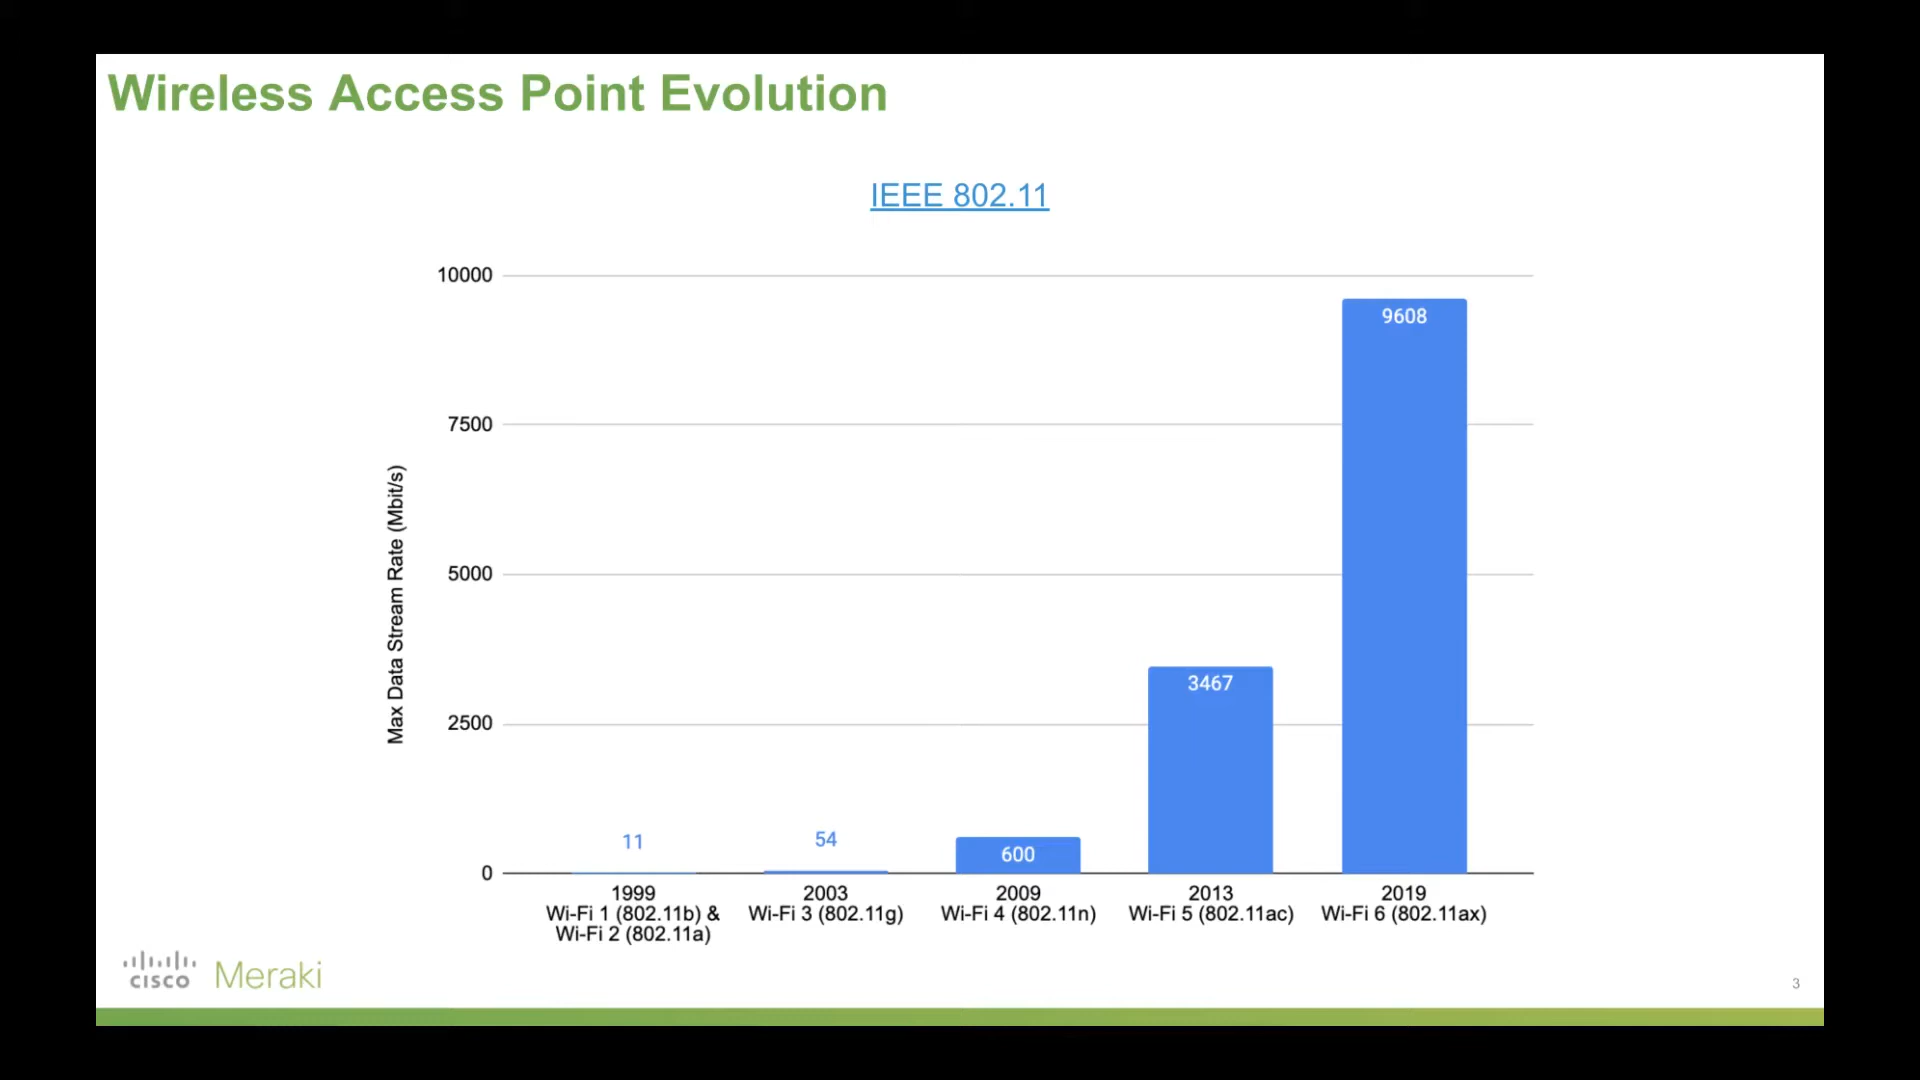 Wireless Access Point Evolution
IEEE 802.11
Max Data Stream Rate (Mbit/s)
10000
7500
5000
2500
0
11
54
600
3467
9608
1999
Wi-Fi 1 (802.11b) &
Wi-Fi 2 (802.11a)
2003
Wi-Fi 3 (802.11g)
2009
Wi-Fi 4 (802.11n)
2013
Wi-Fi 5 (802.11ac)
2019
Wi-Fi 6 (802.11ax)
cisco Meraki
3